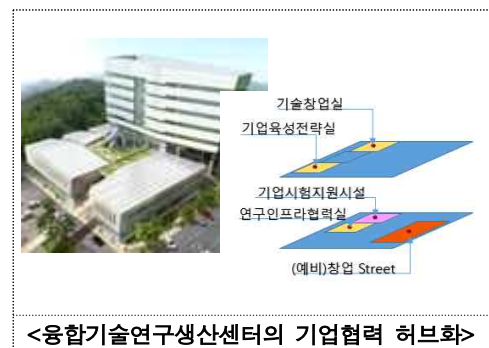 기술창업실
기업육성전략실
기업시험지원시설
연구인프라협력실
(예비)창업 Street
<융합기술연구생산센터의 기업협력 허브화>